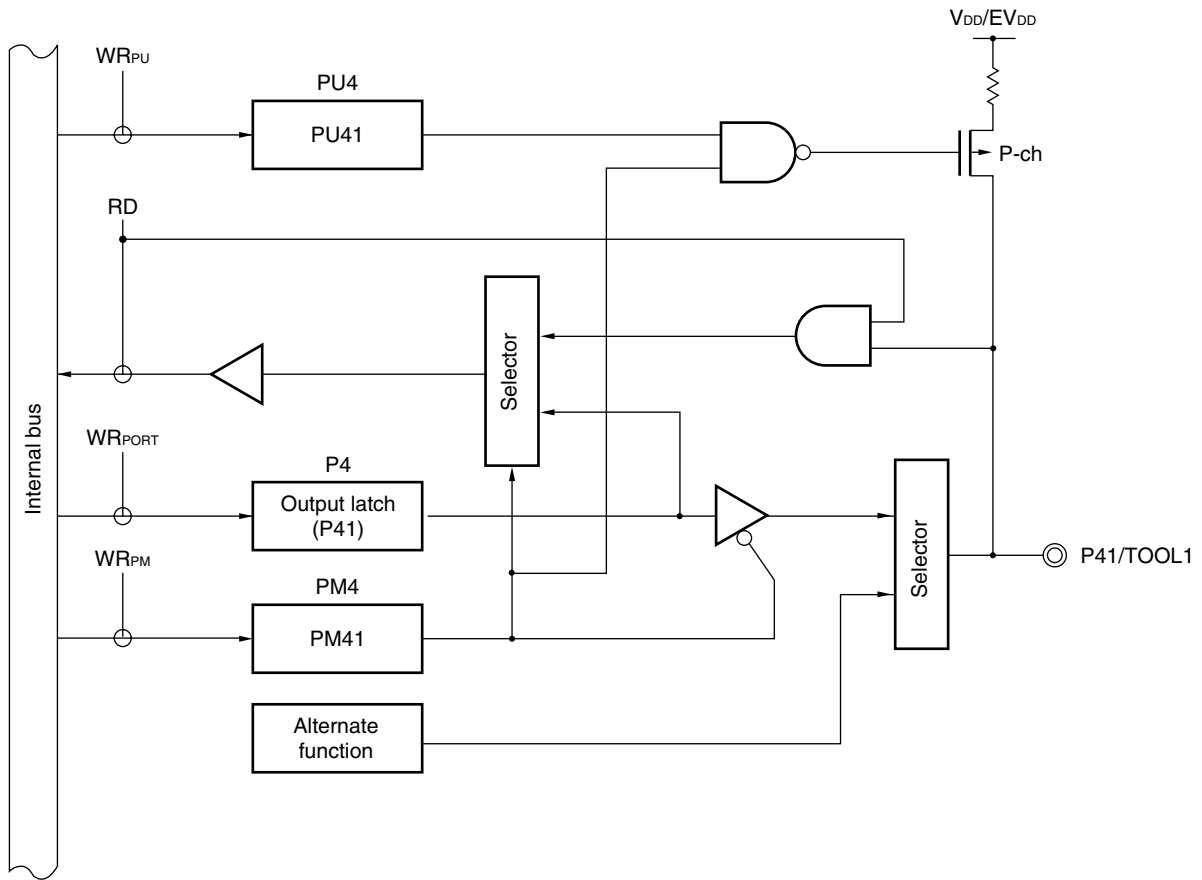 VDD/EVDD
WRPU
PU4
PU41
P-ch
RD
Selector
Internal bus
WRPORT
P4
Output latch
(P41)
Selector
P41/TOOL1
WRPM
PM4
PM41
Alternate
function